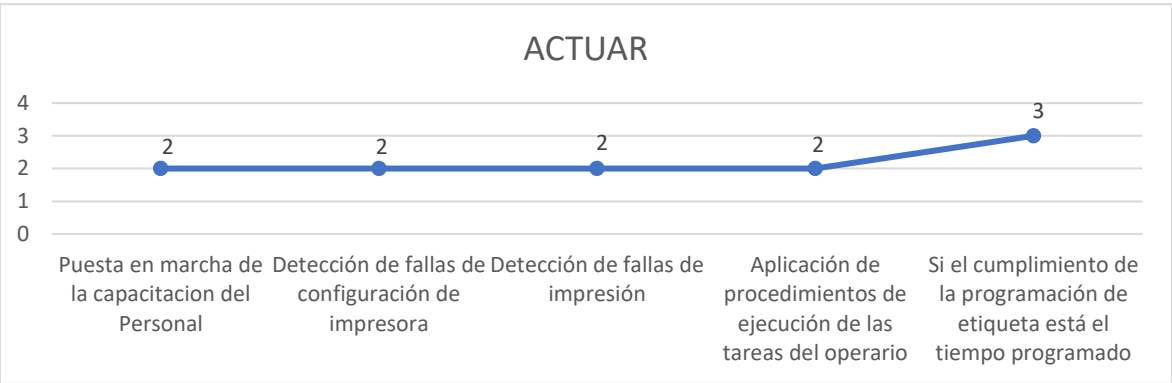 ACTUAR
4
3
2
1
0
2
2
2
2
3
Puesta en marcha de
la capacitacion del
Personal
Detección de fallas de
configuración de
impresora
Detección de fallas de
impresión
Aplicación de
procedimientos de
ejecución de las
tareas del operario
Si el cumplimiento de
la programación de
etiqueta está el
tiempo programado